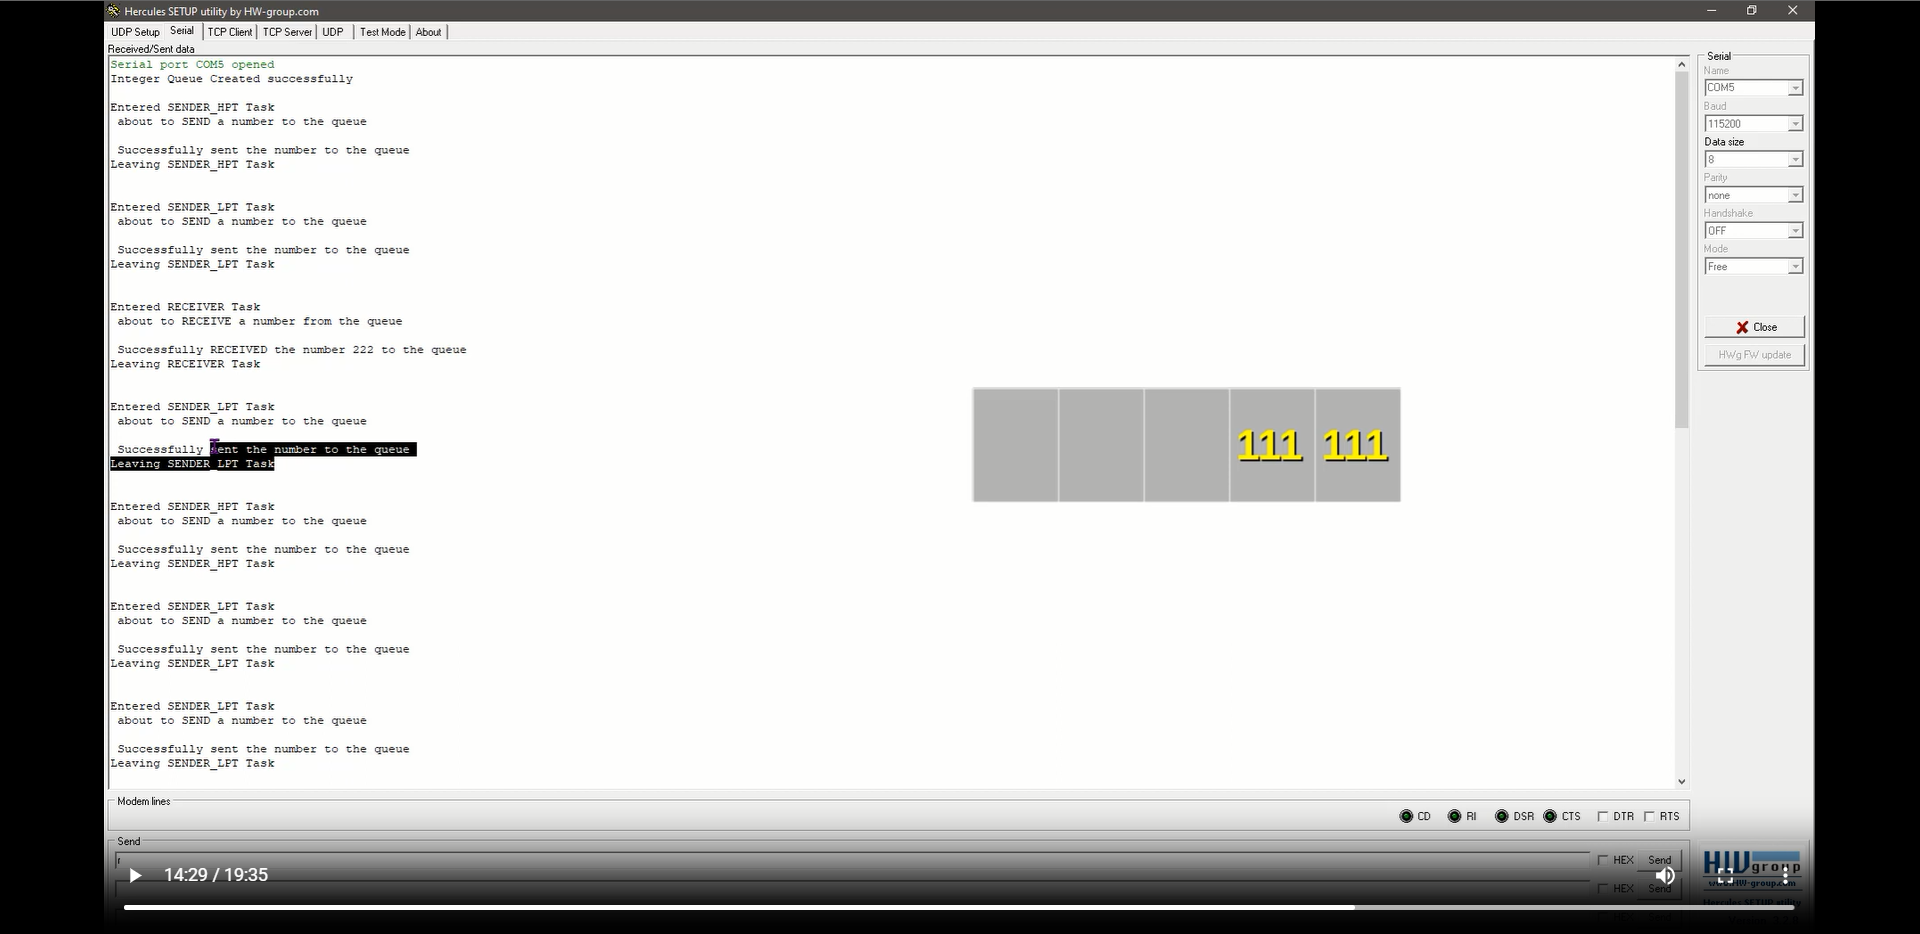 Hercules SETUP utility by HW-group.com
UDP Setup Serial TCP Client TCP Server UDP Test Mode About
Received/Sent data
Serial port COM5 opened
Integer Queue Created successfully
Entered SENDER_HPT Task
about to SEND a number to the queue
Successfully sent the number to the queue
Leaving SENDER_HPT Task
Entered SENDER_LPT Task
about to SEND a number to the queue
Successfully sent the number to the queue
Leaving SENDER_LPT Task
Entered RECEIVER Task
about to RECEIVE a number from the queue
Successfully RECEIVED the number 222 to the queue
Leaving RECEIVER Task
Entered SENDER_LPT Task
about to SEND a number to the queue
Successfully sent the number to the queue
Leaving SENDER_LPT Task
Entered SENDER_HPT Task
about to SEND a number to the queue
Successfully sent the number to the queue
Leaving SENDER_HPT Task
Entered SENDER_LPT Task
about to SEND a number to the queue
Successfully sent the number to the queue
Leaving SENDER_LPT Task
Entered SENDER_LPT Task
about to SEND a number to the queue
Successfully sent the number to the queue
Leaving SENDER_LPT Task
111 111
Serial
Name
COM5
Baud
115200
Data size
8
Parity
none
Handshake
OFF
Mode
Free
Close
HWg FW update
Modem lines
CD RI DSR CTS DTR RTS
Send
r
HEX Send
HEX Send
14:29 / 19:35
HW group
www.HW-group.com
Hercules SETUP utility